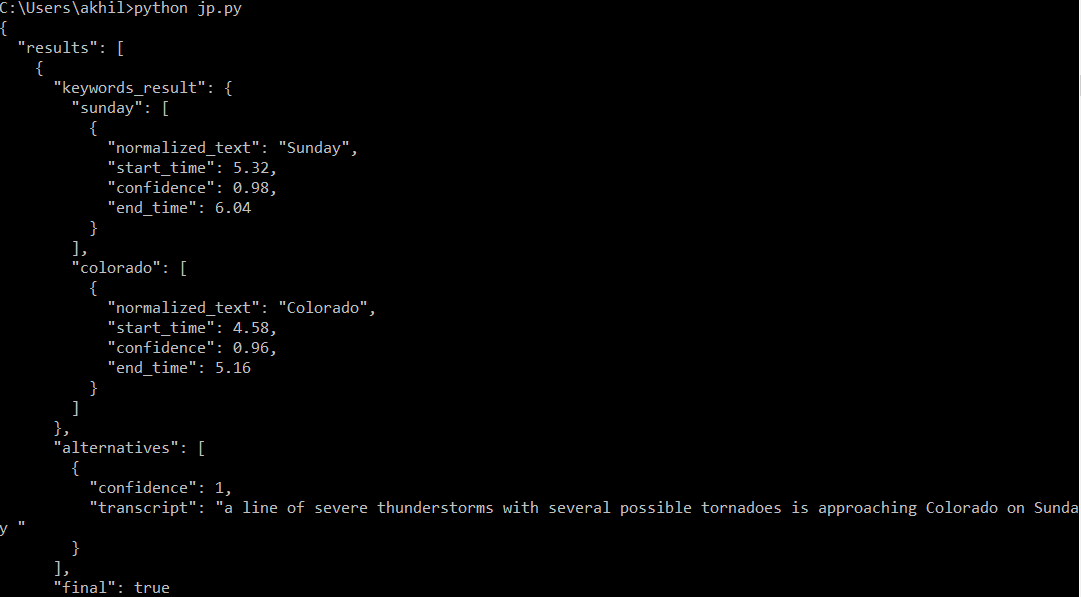 C:\Users\akhil>python jp.py
{
  "results": [
    {
      "keywords_result": {
        "sunday": [
          {
            "normalized_text": "Sunday",
            "start_time": 5.32,
            "confidence": 0.98,
            "end_time": 6.04
          }
        ],
        "colorado": [
          {
            "normalized_text": "Colorado",
            "start_time": 4.58,
            "confidence": 0.96,
            "end_time": 5.16
          }
        ]
      },
      "alternatives": [
        {
          "confidence": 1,
          "transcript": "a line of severe thunderstorms with several possible tornadoes is approaching Colorado on Sunda
y "
        }
      ],
      "final": true